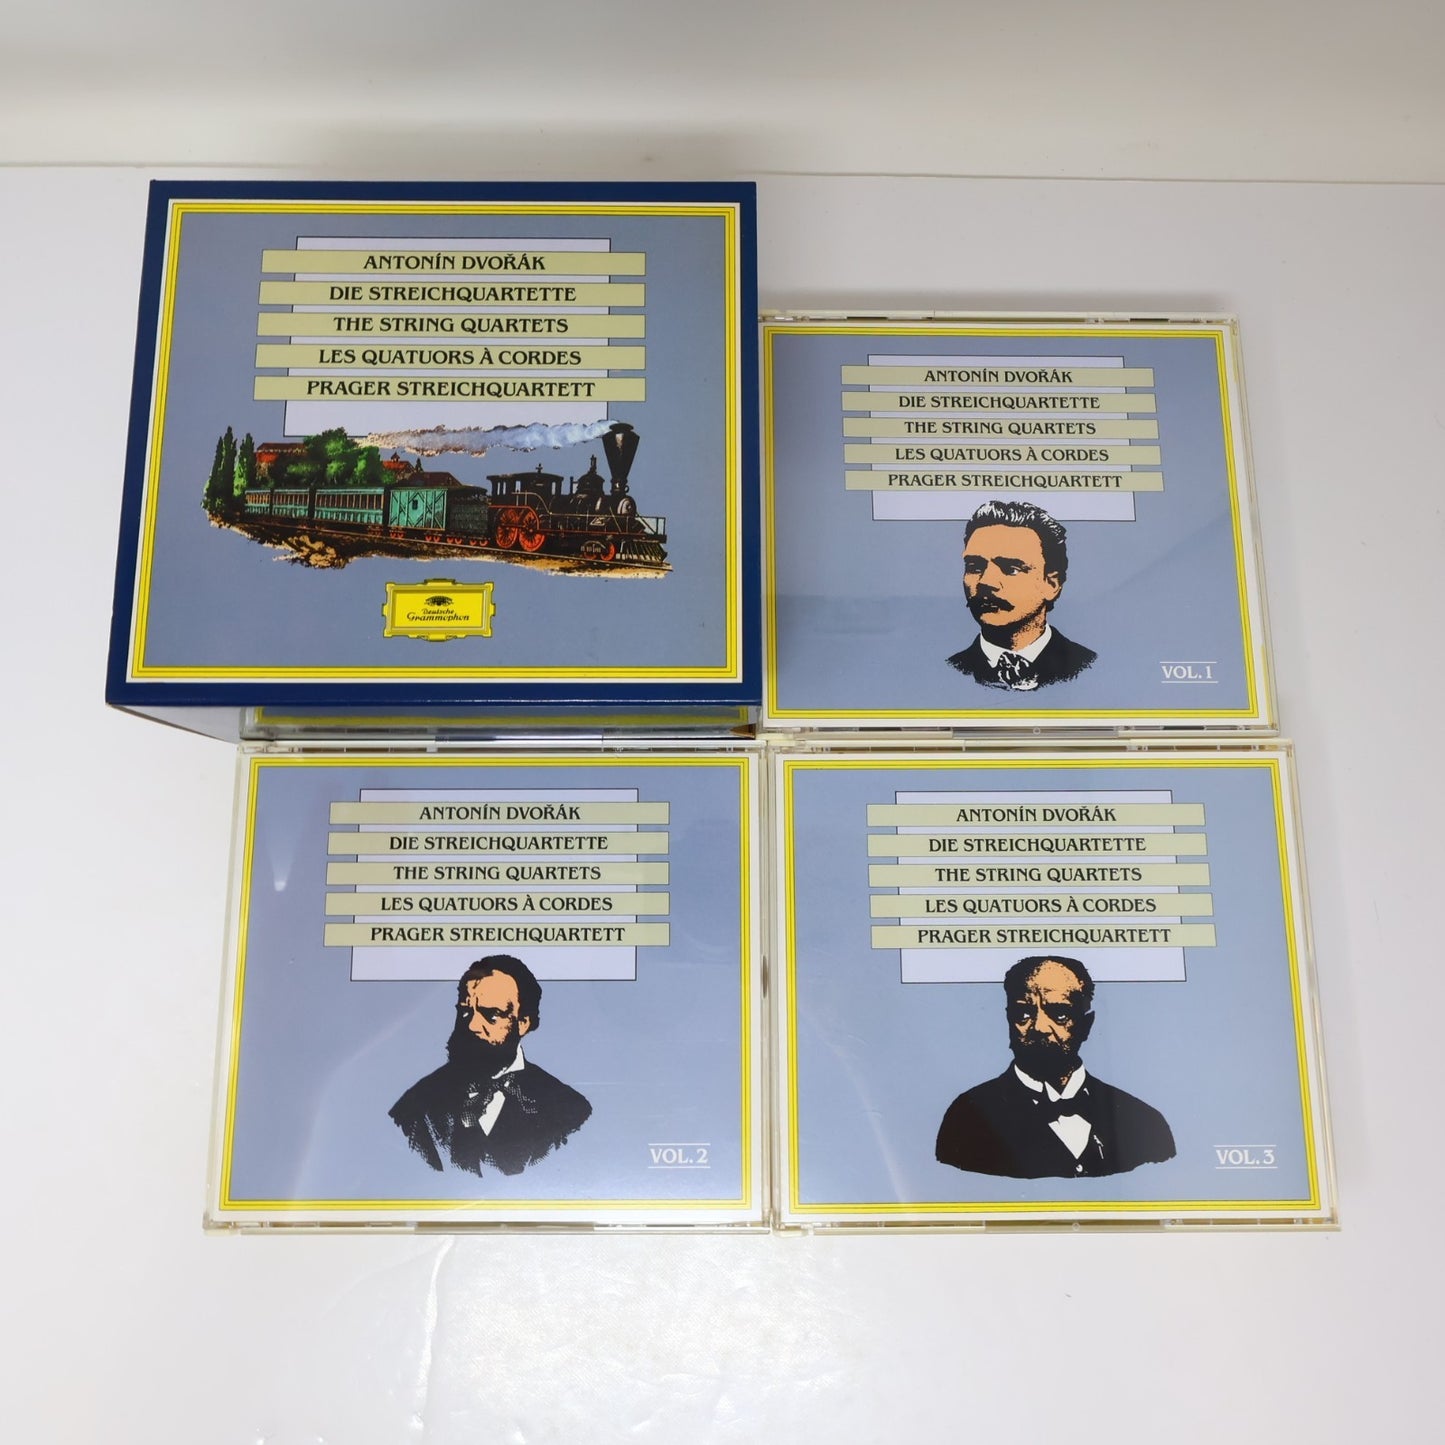 ANTONÍN DVOŘÁK
DIE STREICHQUARTETTE
THE STRING QUARTETS
LES QUATUORS À CORDES
PRAGER STREICHQUARTETT
Deutsche
Grammophon
ANTONÍN DVOŘÁK
DIE STREICHQUARTETTE
THE STRING QUARTETS
LES QUATUORS À CORDES
PRAGER STREICHQUARTETT
VOL. 1
ANTONÍN DVOŘÁK
DIE STREICHQUARTETTE
THE STRING QUARTETS
LES QUATUORS À CORDES
PRAGER STREICHQUARTETT
VOL. 2
ANTONÍN DVOŘÁK
DIE STREICHQUARTETTE
THE STRING QUARTETS
LES QUATUORS À CORDES
PRAGER STREICHQUARTETT
VOL. 3